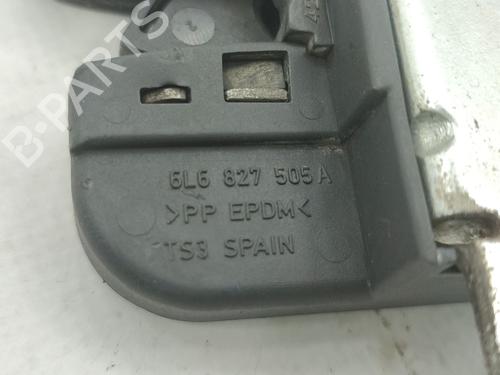 B-PARTS
6L6 827 505 A
>PP EPDM<
TS3 SPAIN